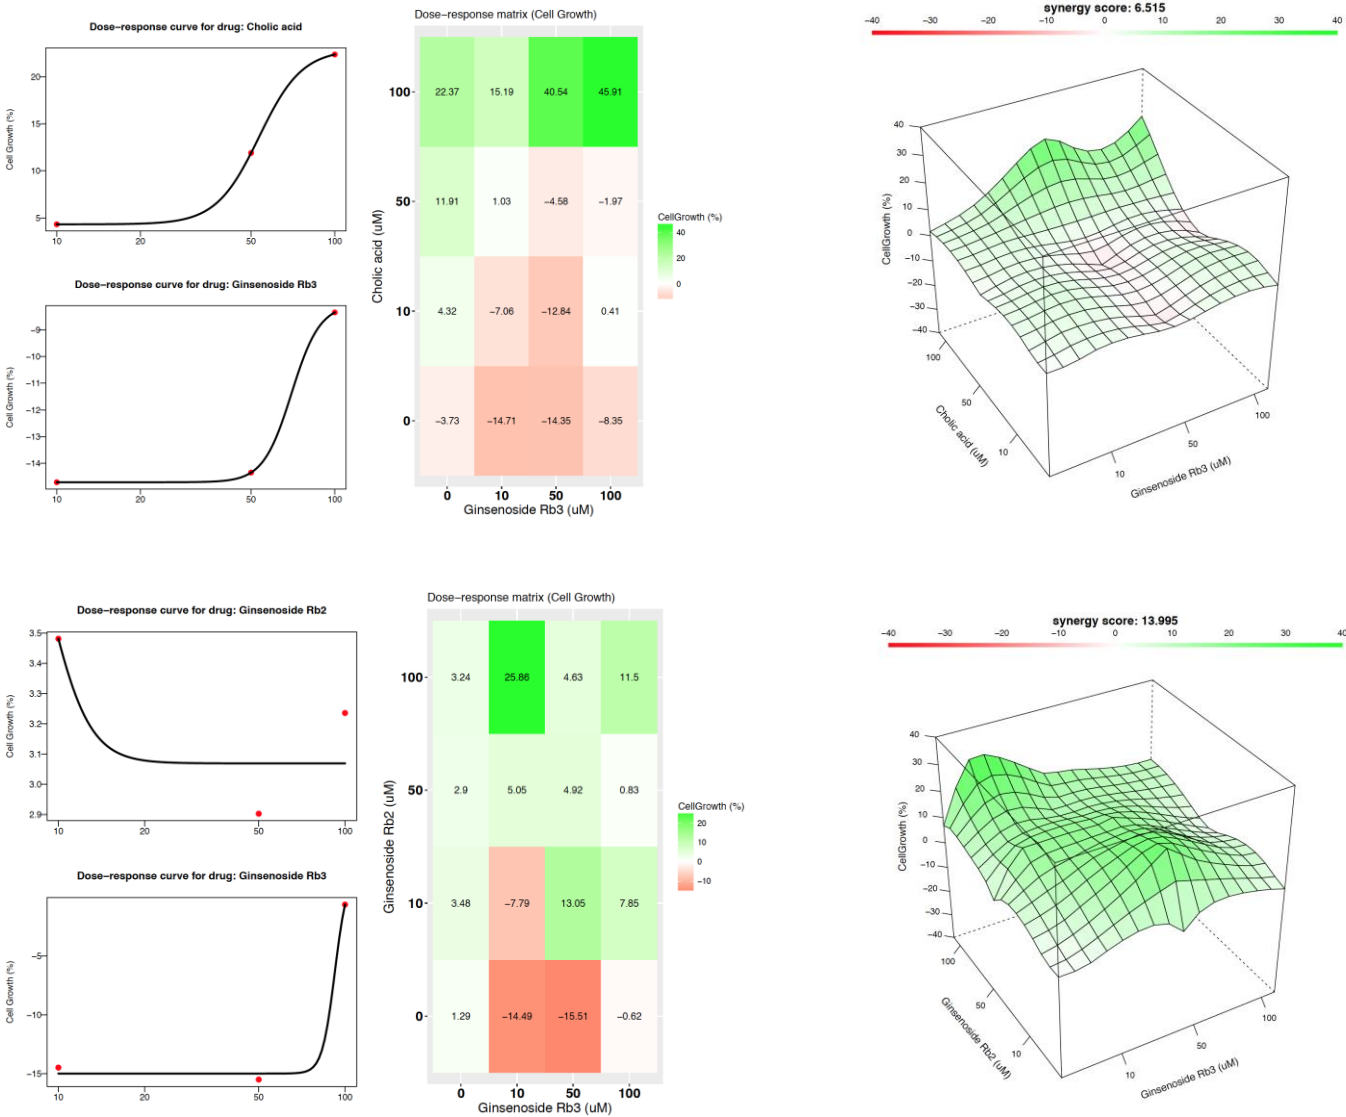 Dose−response curve for drug: Cholic acid
Cell Growth (%)
20
15
10
5
10 20 50 100
Dose−response curve for drug: Ginsenoside Rb3
Cell Growth (%)
−9
−10
−11
−12
−13
−14
10 20 50 100
Dose−response matrix (Cell Growth)
Cholic acid (uM)
100 22.37 15.19 40.54 45.91
50 11.91 1.03 −4.58 −1.97
10 4.32 −7.06 −12.84 0.41
0 −3.73 −14.71 −14.35 −8.35
0 10 50 100
Ginsenoside Rb3 (uM)
CellGrowth (%)
40
20
0
synergy score: 6.515
−40 −30 −20 −10 0 10 20 30 40
CellGrowth (%)
40
30
20
10
0
−10
−20
−30
−40
100
50
10
Cholic acid (uM)
10
50
100
Ginsenoside Rb3 (uM)
Dose−response curve for drug: Ginsenoside Rb2
Cell Growth (%)
3.5
3.4
3.3
3.2
3.1
3.0
2.9
10 20 50 100
Dose−response curve for drug: Ginsenoside Rb3
Cell Growth (%)
−5
−10
−15
10 20 50 100
Dose−response matrix (Cell Growth)
Ginsenoside Rb2 (uM)
100 3.24 25.86 4.63 11.5
50 2.9 5.05 4.92 0.83
10 3.48 −7.79 13.05 7.85
0 1.29 −14.49 −15.51 −0.62
0 10 50 100
Ginsenoside Rb3 (uM)
CellGrowth (%)
20
10
0
−10
synergy score: 13.995
−40 −30 −20 −10 0 10 20 30 40
CellGrowth (%)
40
30
20
10
0
−10
−20
−30
−40
100
50
10
Ginsenoside Rb2 (uM)
10
50
100
Ginsenoside Rb3 (uM)